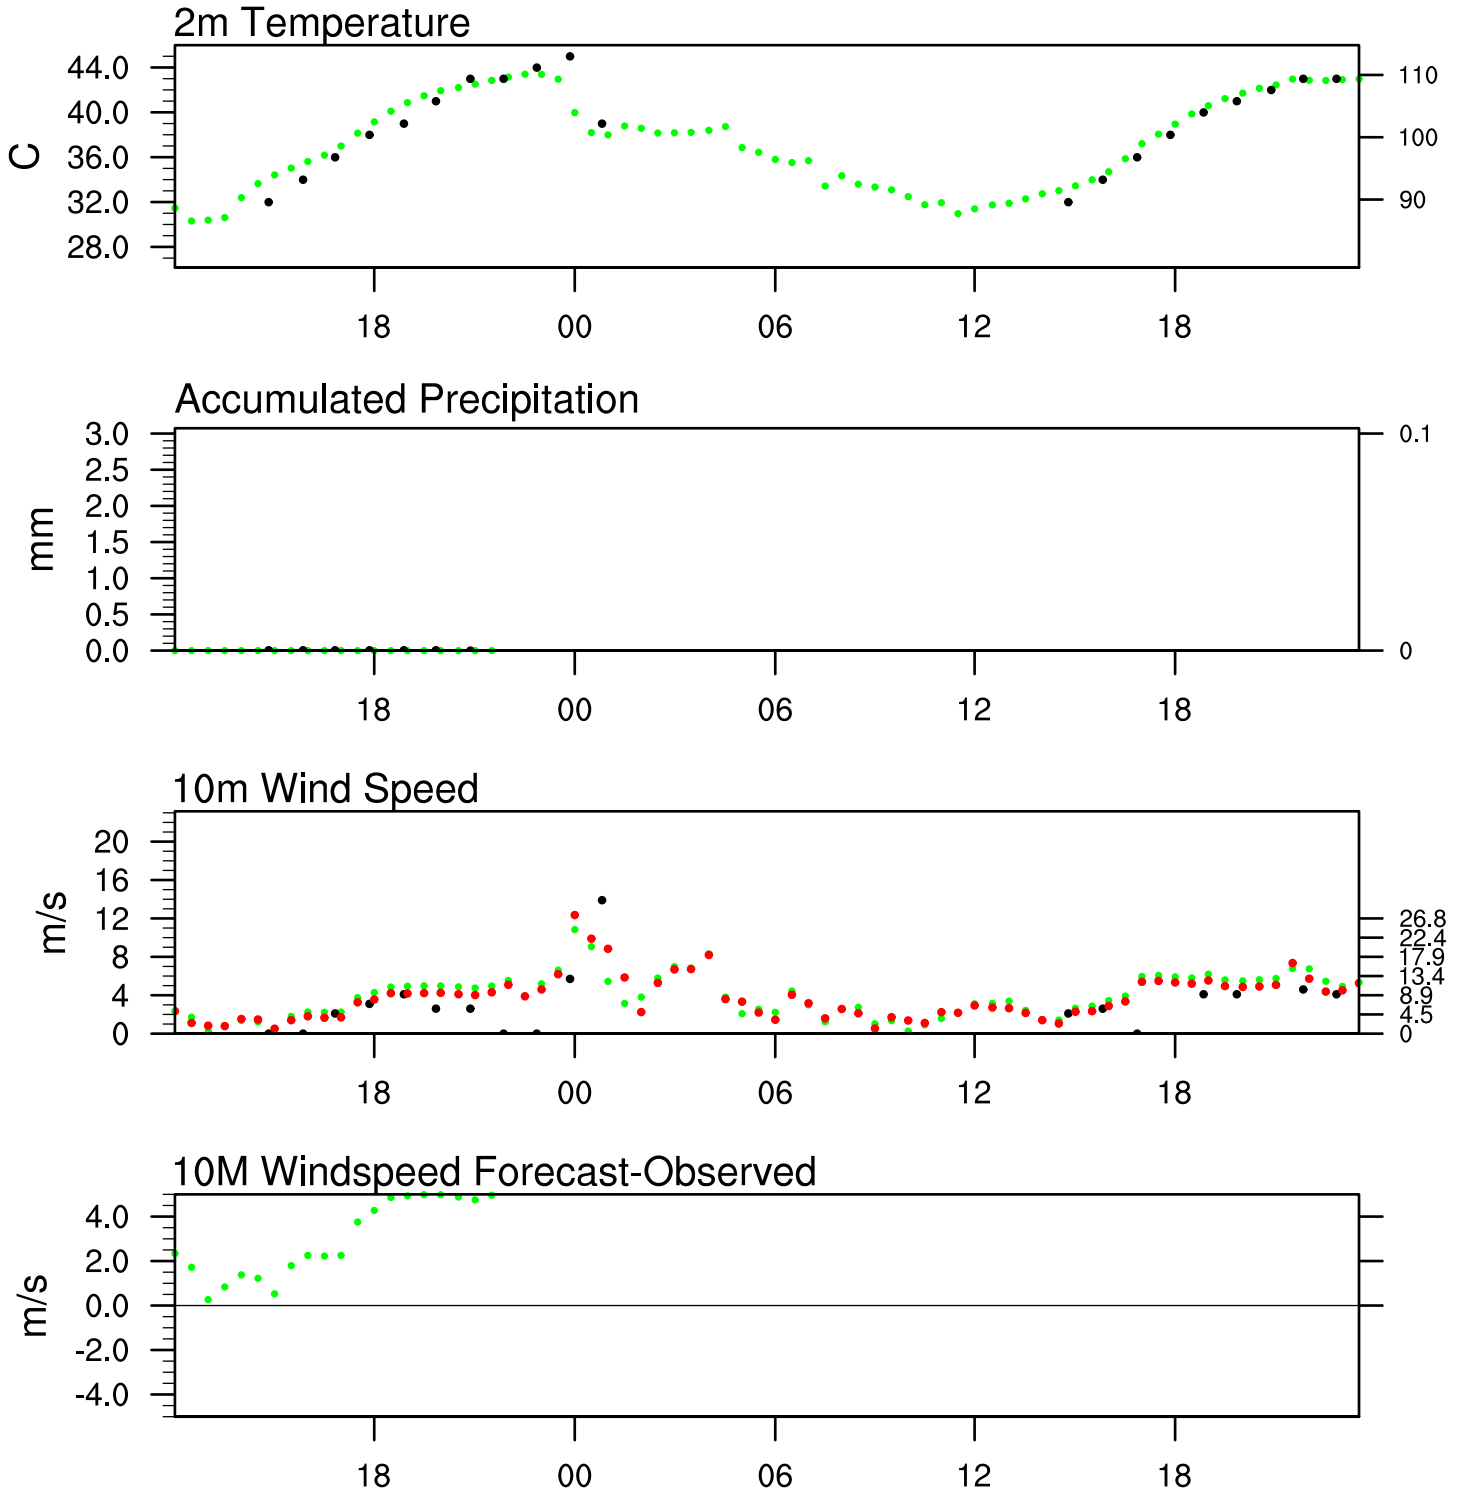 2m Temperature
44.0
40.0
36.0
32.0
28.0
C
110
100
90
18 00 06 12 18
Accumulated Precipitation
3.0
2.5
2.0
1.5
1.0
0.5
0.0
mm
0.1
0
18 00 06 12 18
10m Wind Speed
20
16
12
8
4
0
m/s
26.8
22.4
17.9
13.4
8.9
4.5
0
18 00 06 12 18
10M Windspeed Forecast-Observed
4.0
2.0
0.0
-2.0
-4.0
m/s
18 00 06 12 18